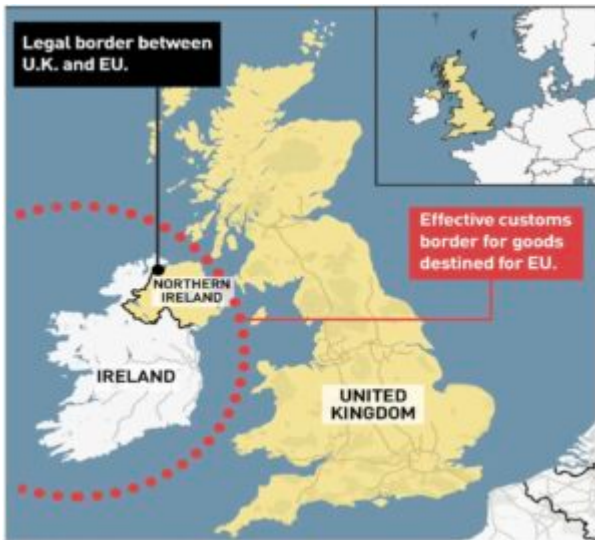 Legal border between
U.K. and EU.
Effective customs
border for goods
destined for EU.
NORTHERN
IRELAND
IRELAND
UNITED
KINGDOM